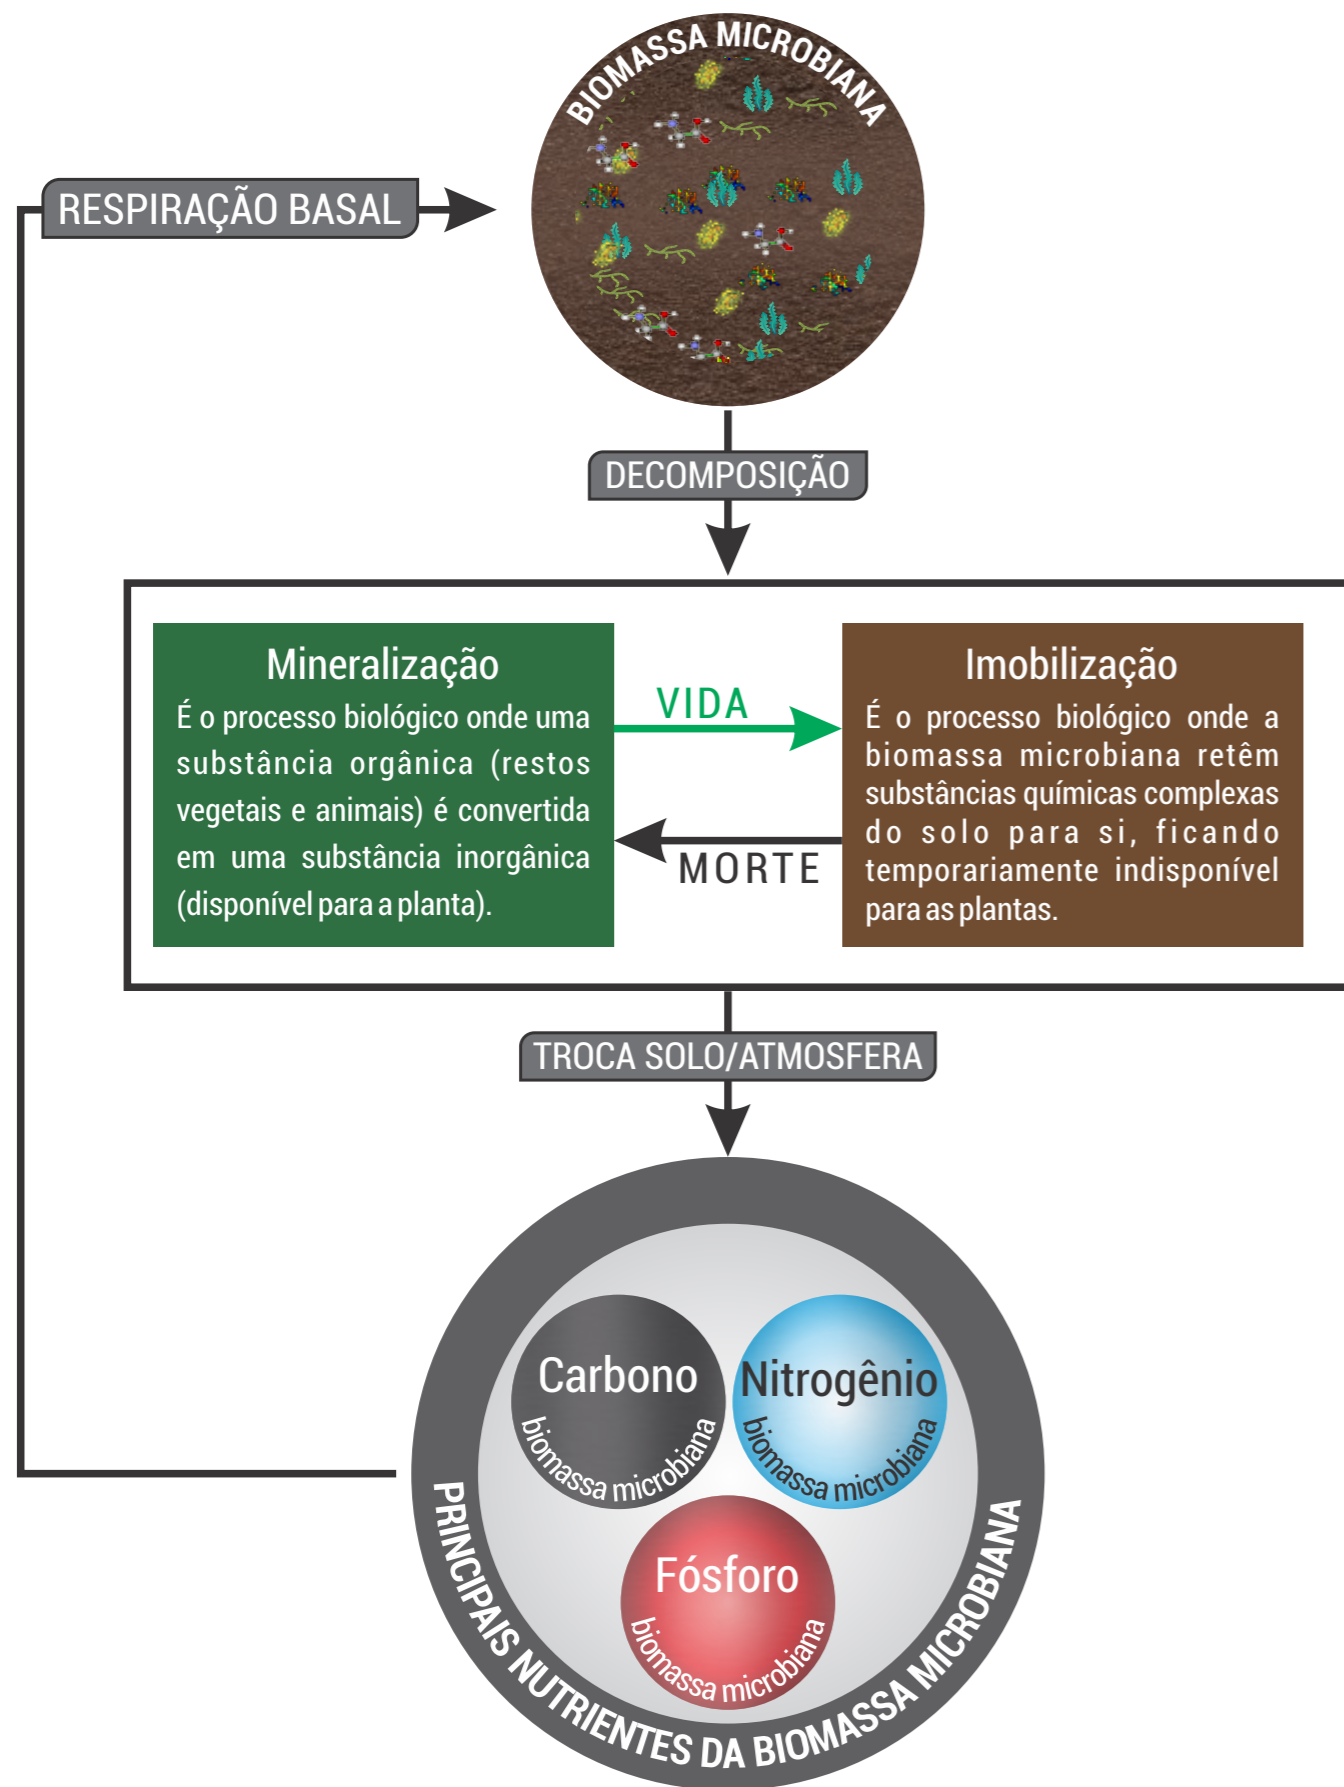 BIOMASSA MICROBIANA
RESPIRAÇÃO BASAL
DECOMPOSIÇÃO
Mineralização
É o processo biológico onde uma
substância orgânica (restos
vegetais e animais) é convertida
em uma substância inorgânica
(disponível para a planta).
VIDA
MORTE
Imobilização
É o processo biológico onde a
biomassa microbiana retêm
substâncias químicas complexas
do solo para si, ficando
temporariamente indisponível
para as plantas.
TROCA SOLO/ATMOSFERA
Carbono
biomassa microbiana
Nitrogênio
biomassa microbiana
Fósforo
biomassa microbiana
PRINCIPAIS NUTRIENTES DA BIOMASSA MICROBIANA